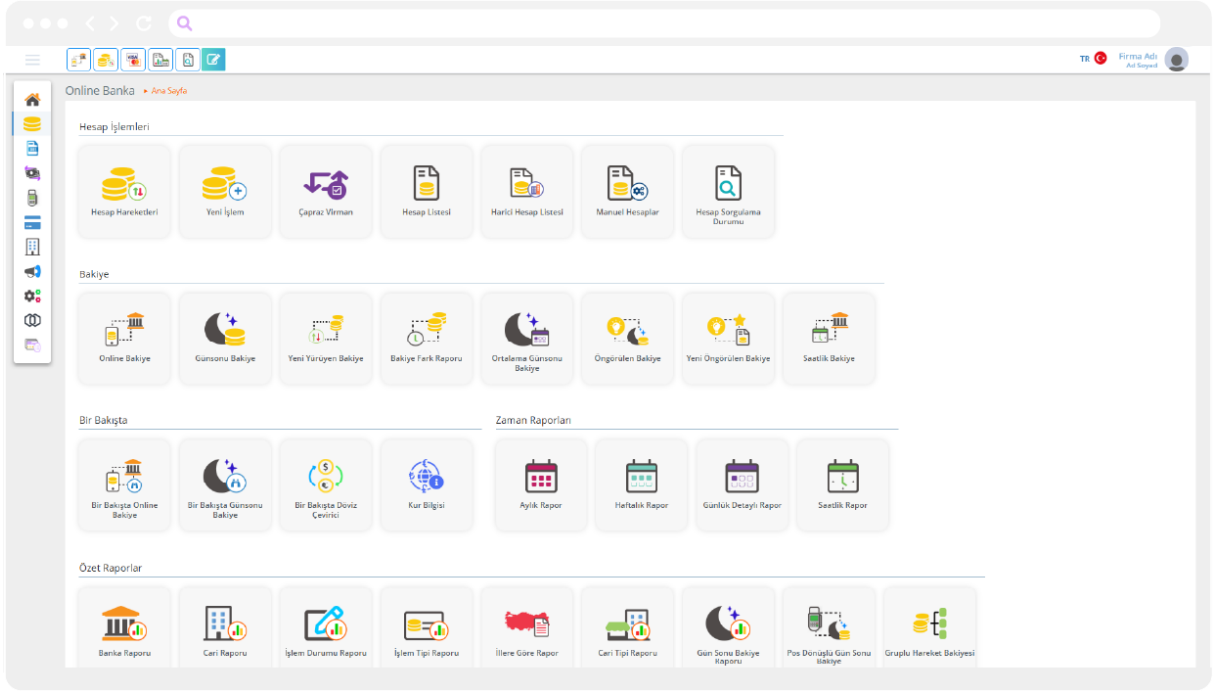 TR
Firma Adı
Ad Soyad
Online Banka
Ana Sayfa
Hesap İşlemleri
Hesap Hareketleri
Yeni İşlem
Çapraz Virman
Hesap Listesi
Harici Hesap Listesi
Manuel Hesaplar
Hesap Sorgulama
Durumu
Bakiye
Online Bakiye
Günsonu Bakiye
Yeni Yürüyen Bakiye
Bakiye Fark Raporu
Ortalama Günsonu
Bakiye
Öngörülen Bakiye
Yeni Öngörülen Bakiye
Saatlik Bakiye
Bir Bakışta
Bir Bakışta Online
Bakiye
Bir Bakışta Günsonu
Bakiye
Bir Bakışta Döviz
Çevirici
Kur Bilgisi
Zaman Raporları
Aylık Rapor
Haftalık Rapor
Günlük Detaylı Rapor
Saatlik Rapor
Özet Raporlar
Banka Raporu
Cari Raporu
İşlem Durumu Raporu
İşlem Tipi Raporu
İllere Göre Rapor
Cari Tipi Raporu
Gün Sonu Bakiye
Raporu
Pos Dönüşlü Gün Sonu
Bakiye
Gruplu Hareket Bakiyesi